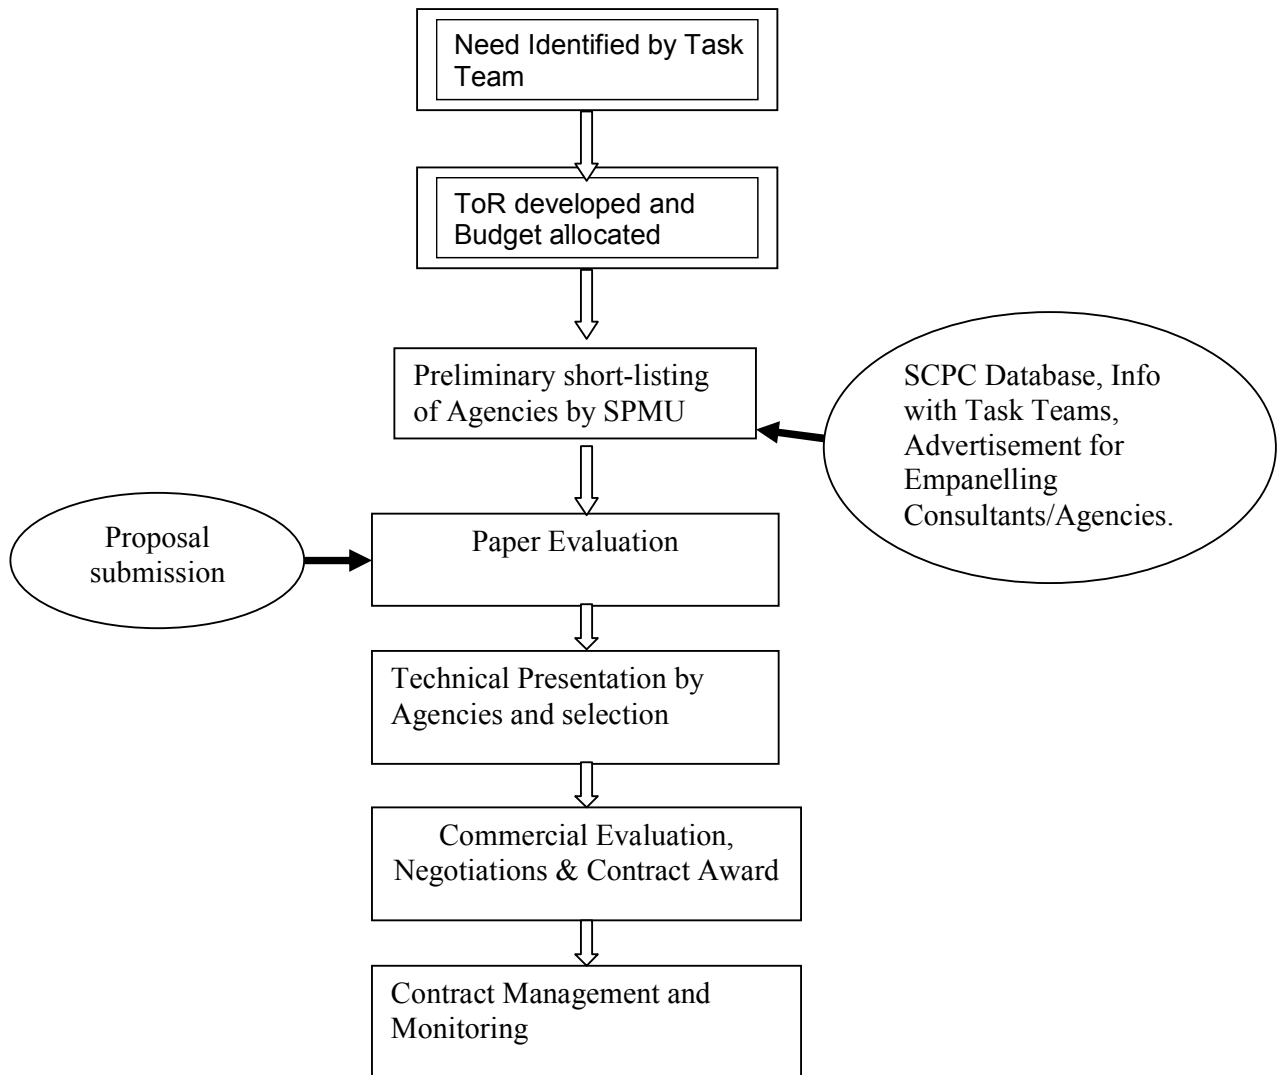 Need Identified by Task
Team
ToR developed and
Budget allocated
Preliminary short-listing
of Agencies by SPMU
SCPC Database, Info
with Task Teams,
Advertisement for
Empanelling
Consultants/Agencies.
Proposal
submission
Paper Evaluation
Technical Presentation by
Agencies and selection
Commercial Evaluation,
Negotiations & Contract Award
Contract Management and
Monitoring